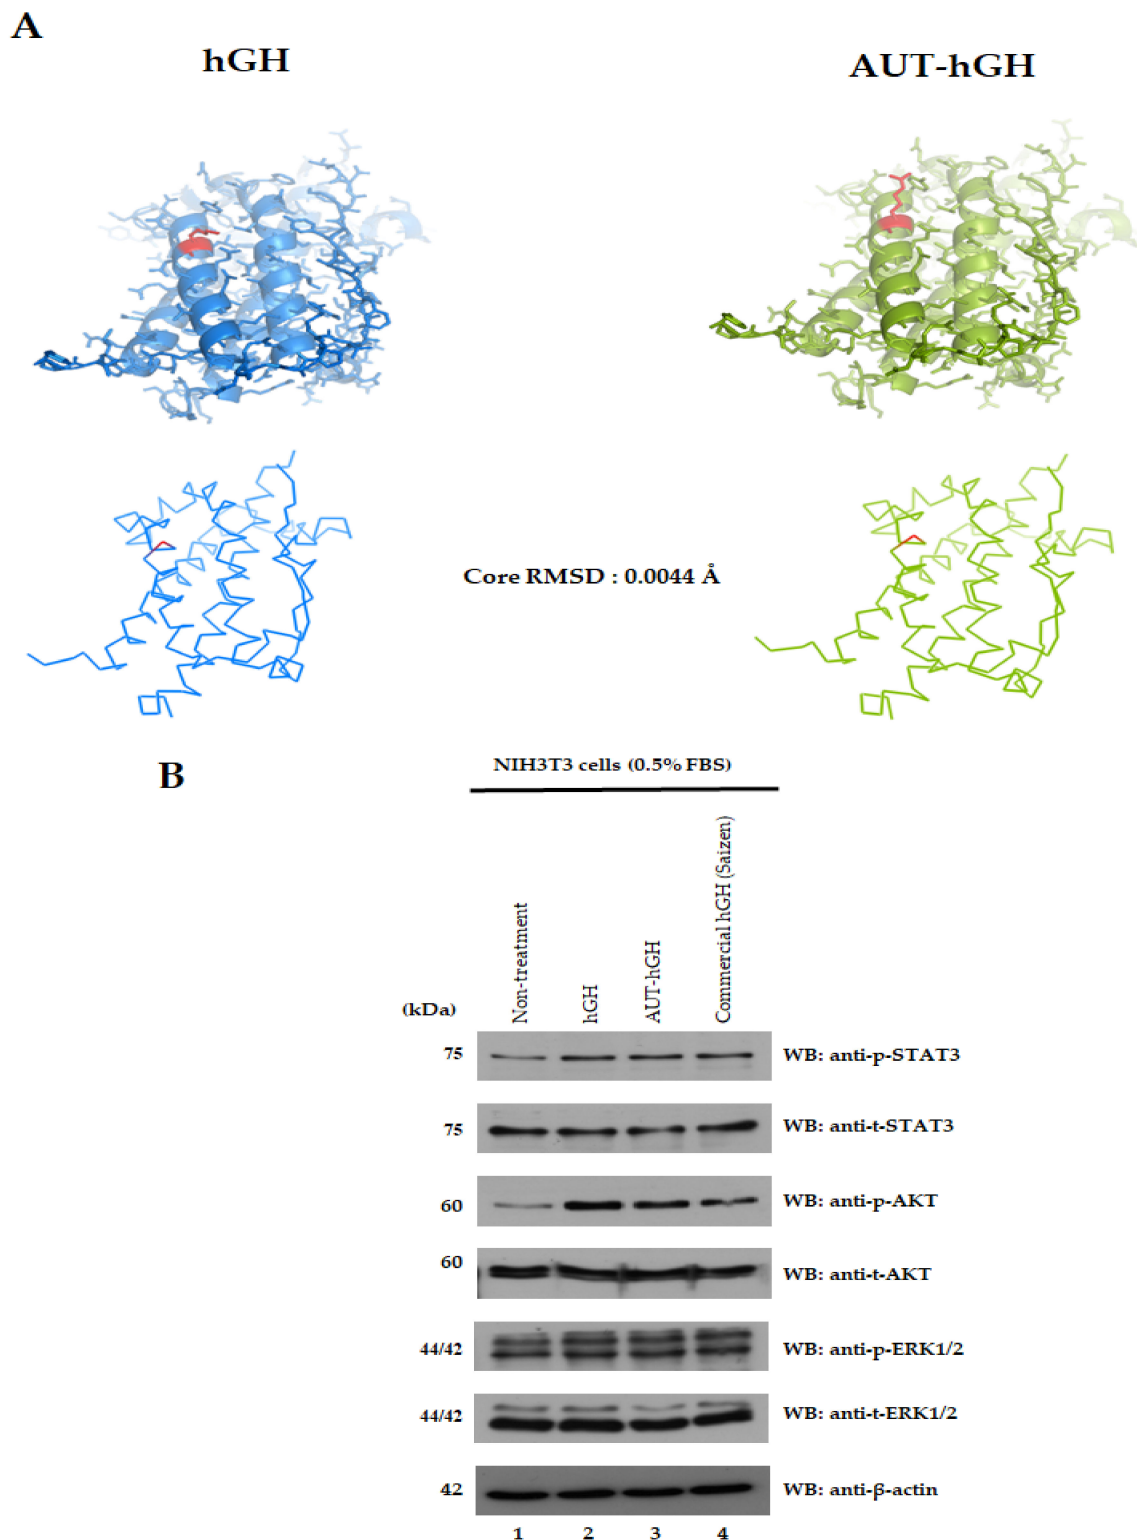 A
hGH
AUT-hGH
Core RMSD : 0.0044 Å
B
NIH3T3 cells (0.5% FBS)
(kDa)
Non-treatment
hGH
AUT-hGH
Commercial hGH (Saizen)
75
WB: anti-p-STAT3
75
WB: anti-t-STAT3
60
WB: anti-p-AKT
60
WB: anti-t-AKT
44/42
WB: anti-p-ERK1/2
44/42
WB: anti-t-ERK1/2
42
WB: anti-β-actin
1 2 3 4